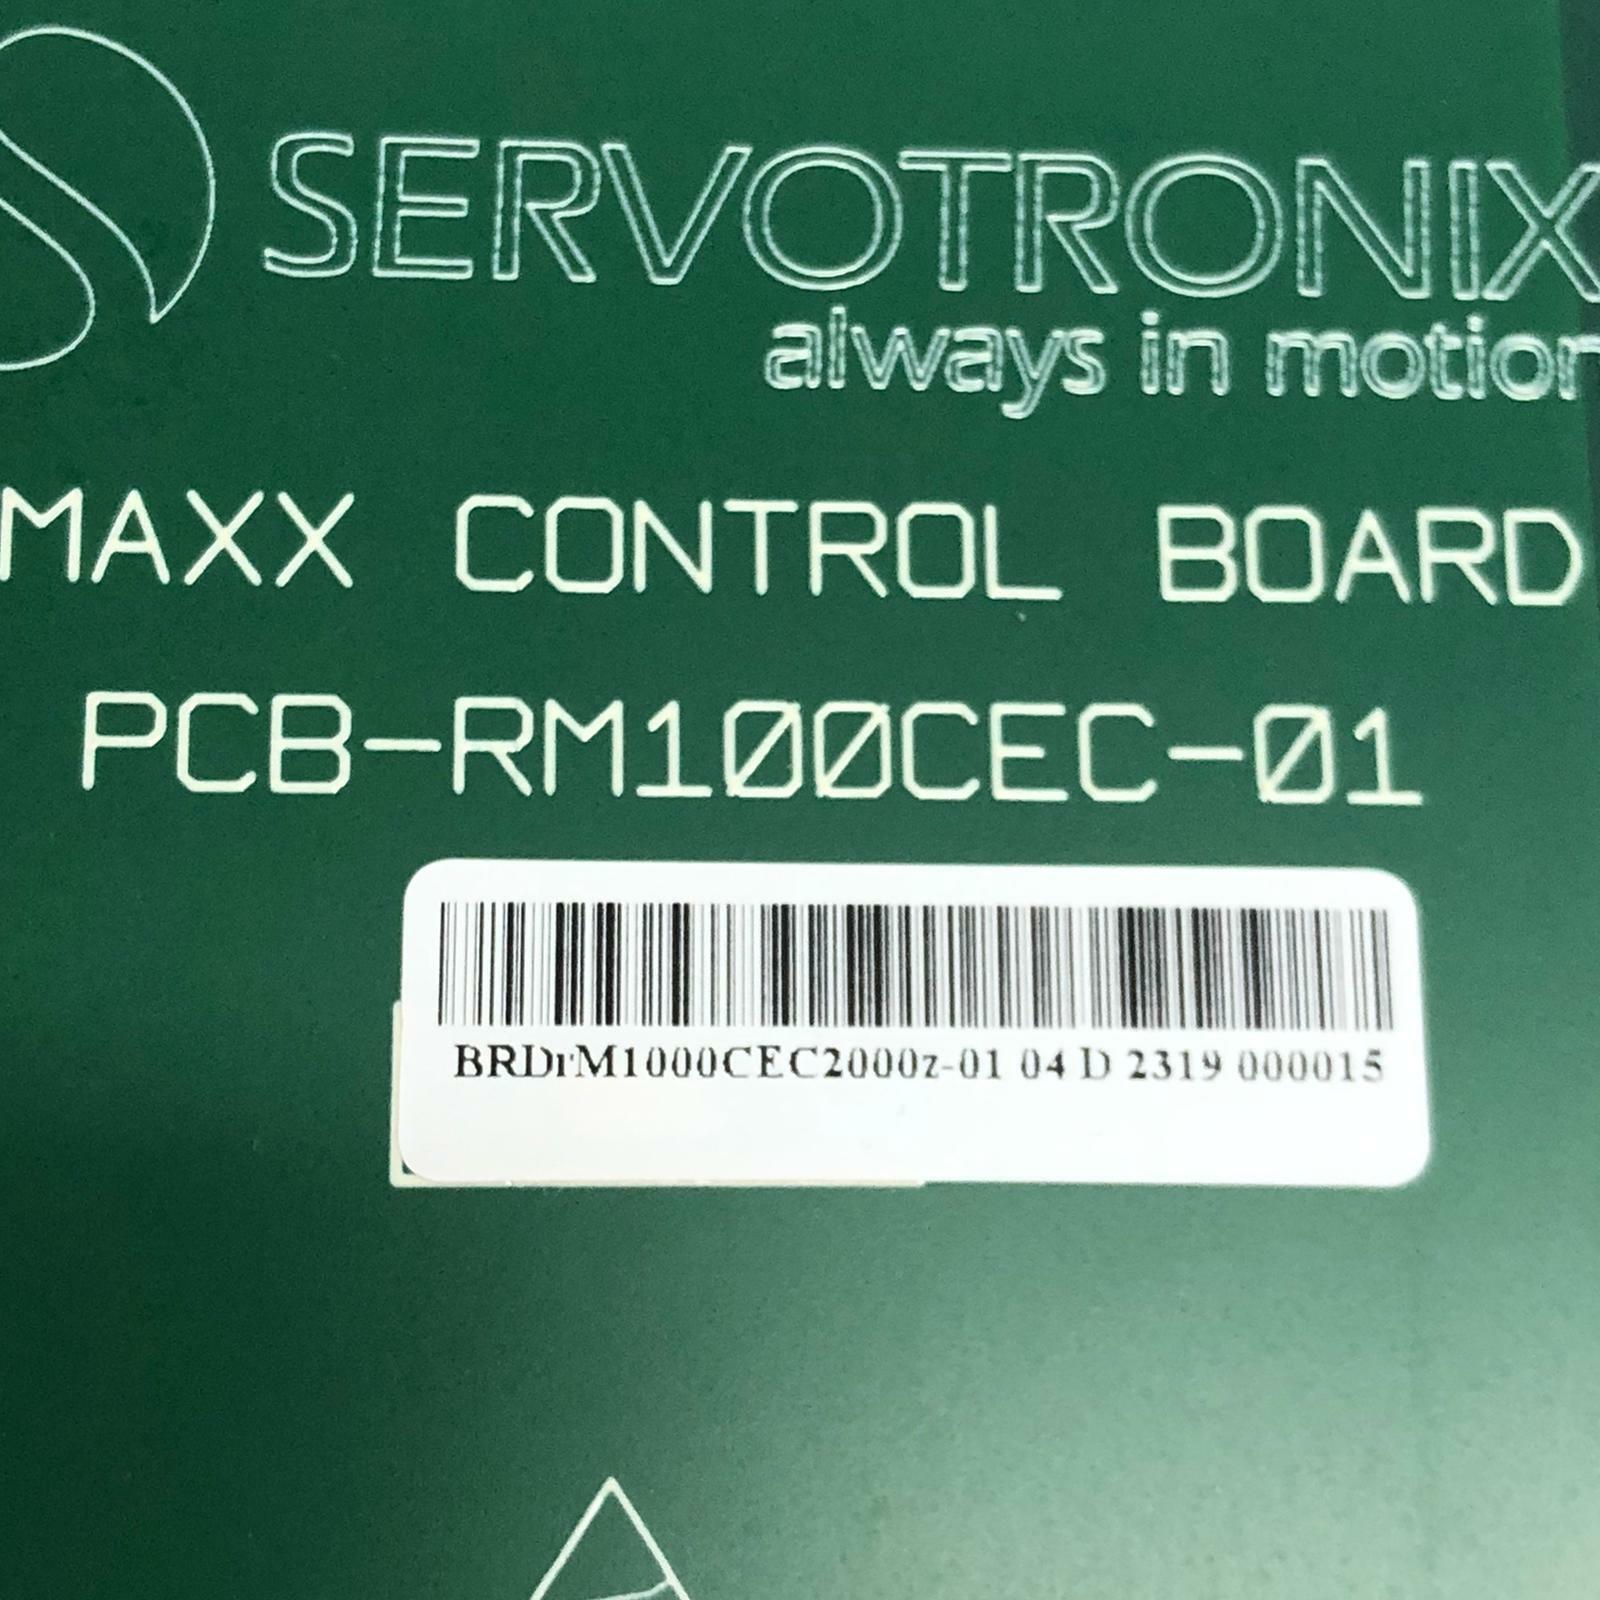 SERVOTRONIX
always in motion
MAXX CONTROL BOARD
PCB-RM100CEC-01
BRDrM1000CEC2000z-01 04 D 2319 000015